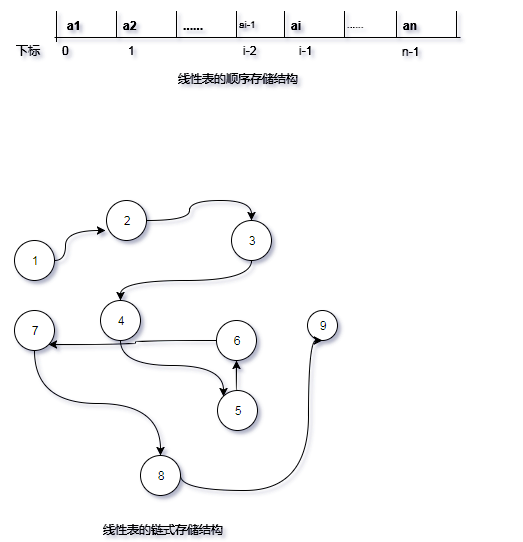 a1 a2 ...... ai-1 ai ...... an
下标 0 1 i-2 i-1 n-1
线性表的顺序存储结构
2
3
1
4
7
9
6
5
8
线性表的链式存储结构